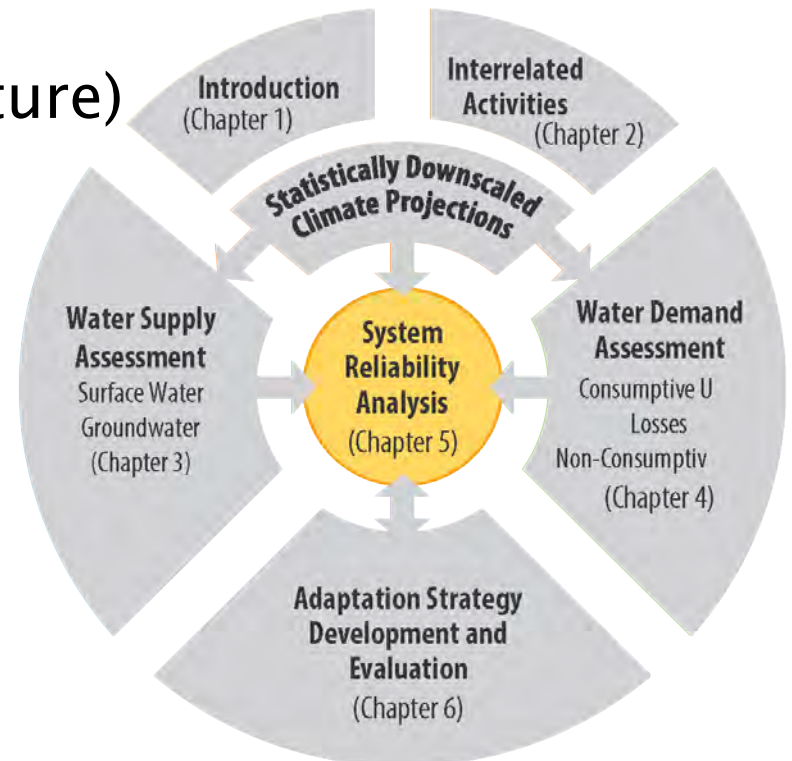 ture)
Introduction
(Chapter 1)
Interrelated
Activities
(Chapter 2)
Statistically Downscaled
Climate Projections
Water Supply
Assessment
Surface Water
Groundwater
(Chapter 3)
System
Reliability
Analysis
(Chapter 5)
Water Demand
Assessment
Consumptive U
Losses
Non-Consumptiv
(Chapter 4)
Adaptation Strategy
Development and
Evaluation
(Chapter 6)